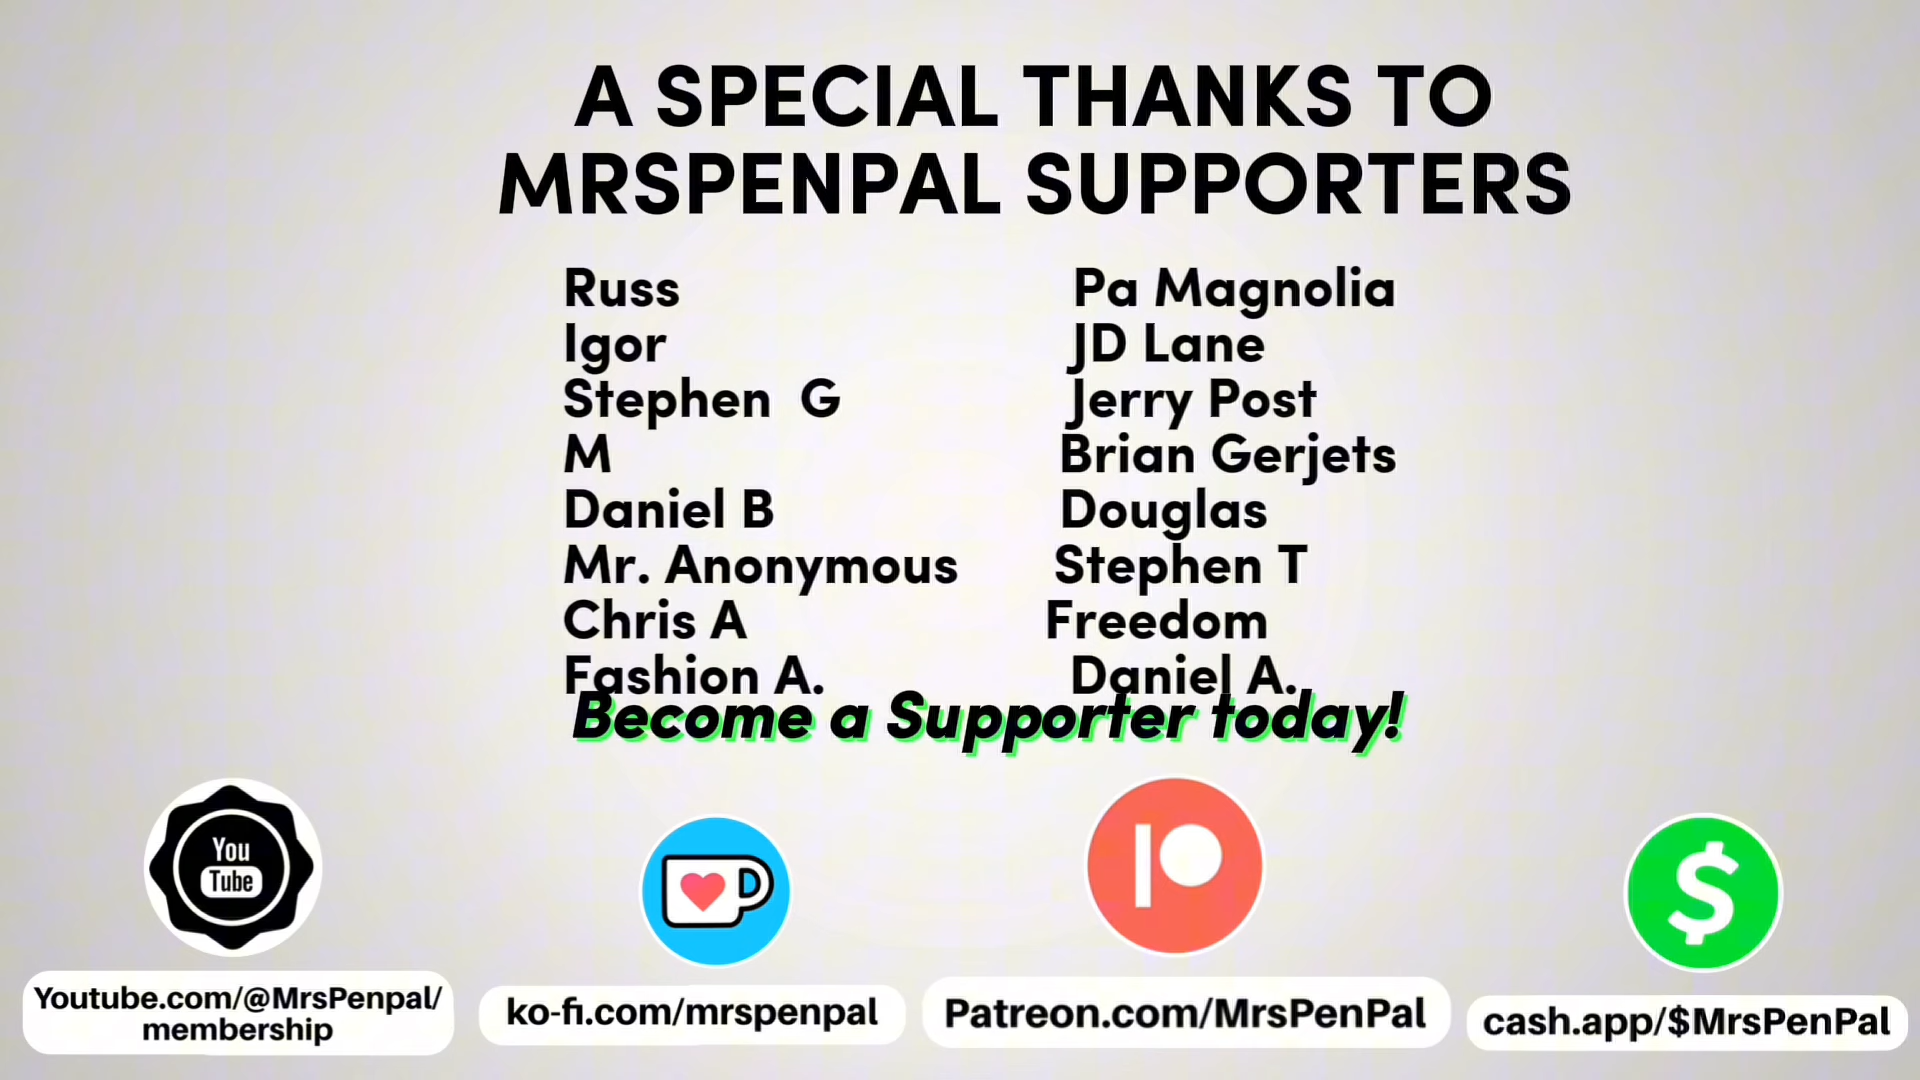 A SPECIAL THANKS TO
MRSPENPAL SUPPORTERS
Russ
Igor
Stephen G
M
Daniel B
Mr. Anonymous
Chris A
Fashion A.
Pa Magnolia
JD Lane
Jerry Post
Brian Gerjets
Douglas
Stephen T
Freedom
Daniel A.
Become a Supporter today!
You
Tube
Youtube.com/@MrsPenpal/
membership
ko-fi.com/mrspenpal
Patreon.com/MrsPenPal
$
cash.app/$MrsPenPal